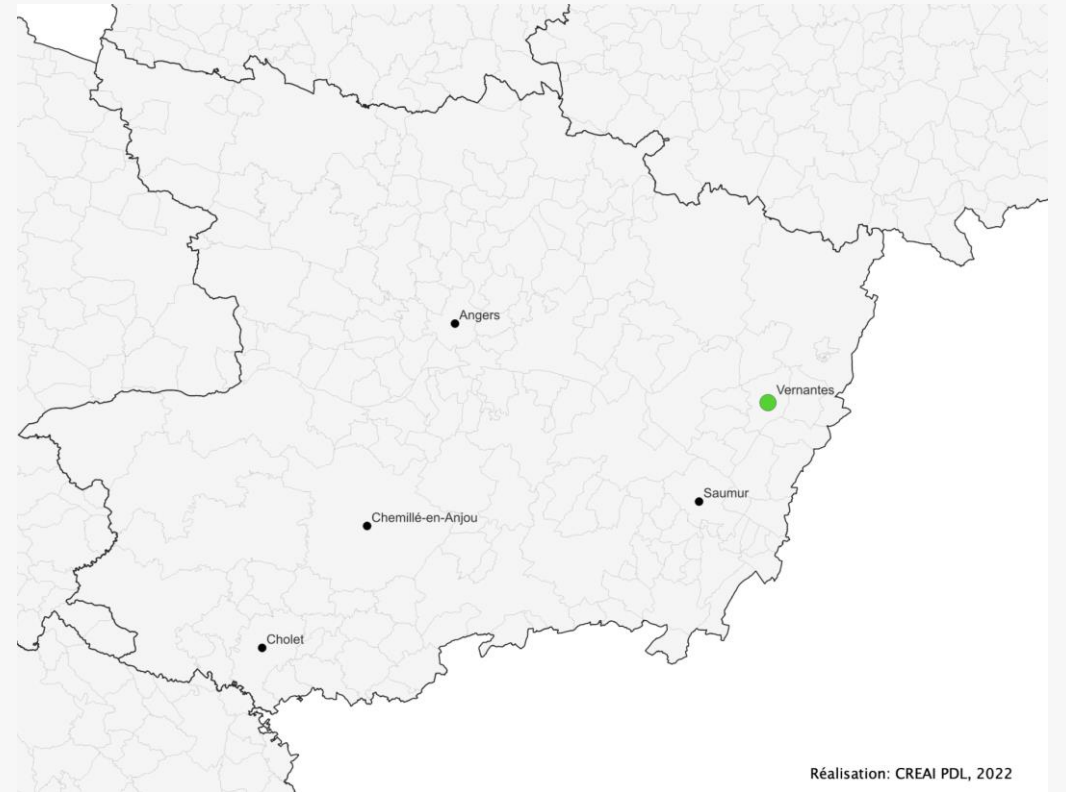 Angers
Vernantes
Saumur
Chemillé-en-Anjou
Cholet
Réalisation: CREAI PDL, 2022